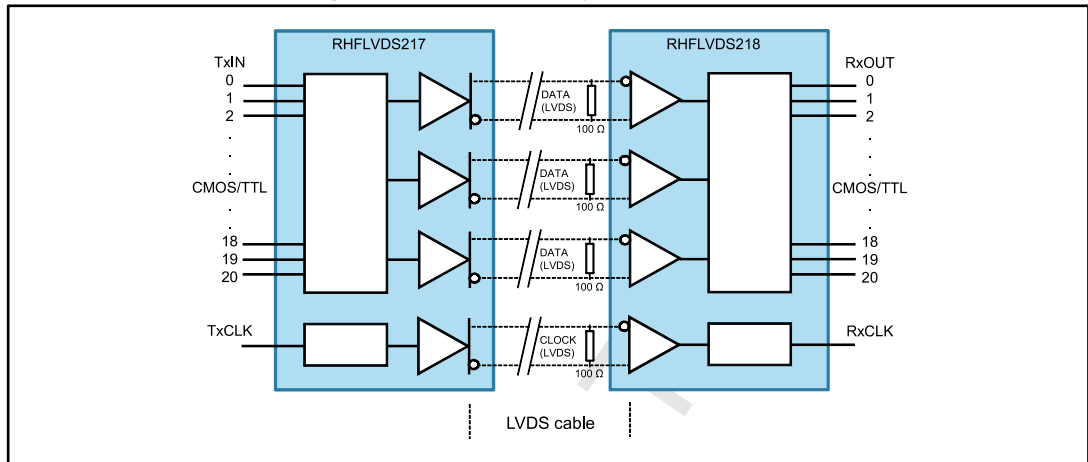 RHFLVDS217
RHFLVDS218
TxIN
RxOUT
0
1
2
.
.
CMOS/TTL
.
.
18
19
20
TxCLK
DATA
(LVDS)
100 Ω
DATA
(LVDS)
100 Ω
DATA
(LVDS)
100 Ω
CLOCK
(LVDS)
100 Ω
0
1
2
.
.
CMOS/TTL
.
.
18
19
20
RxCLK
LVDS cable